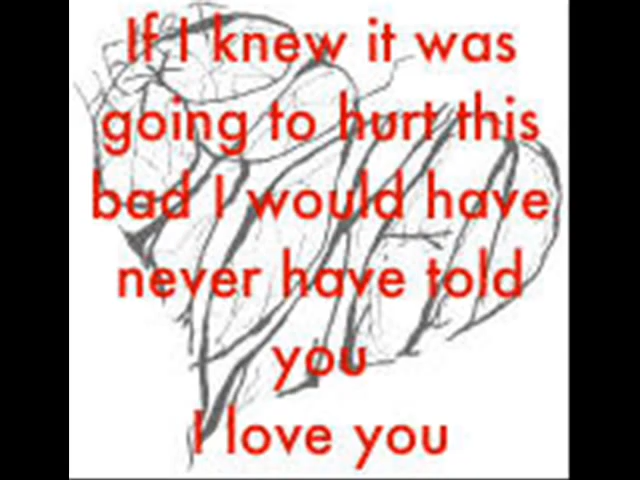 If I knew it was
going to hurt this
bad I would have
never have told
you
I love you